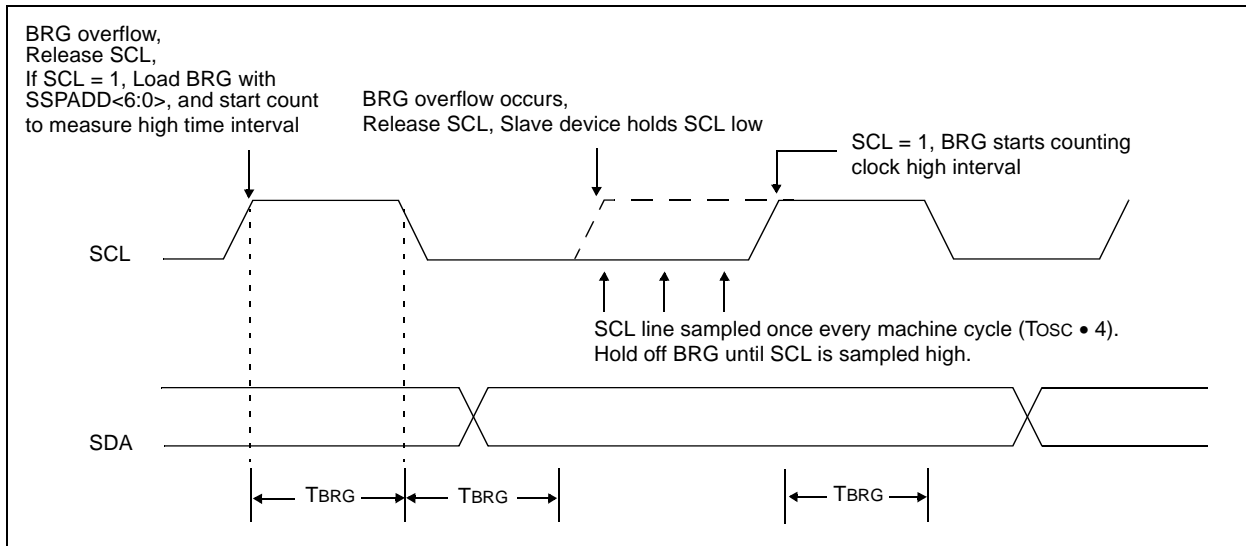 BRG overflow,
Release SCL,
If SCL = 1, Load BRG with
SSPADD<6:0>, and start count
to measure high time interval
BRG overflow occurs,
Release SCL, Slave device holds SCL low
SCL = 1, BRG starts counting
clock high interval
SCL
SCL line sampled once every machine cycle (TOSC • 4).
Hold off BRG until SCL is sampled high.
SDA
TBRG
TBRG
TBRG